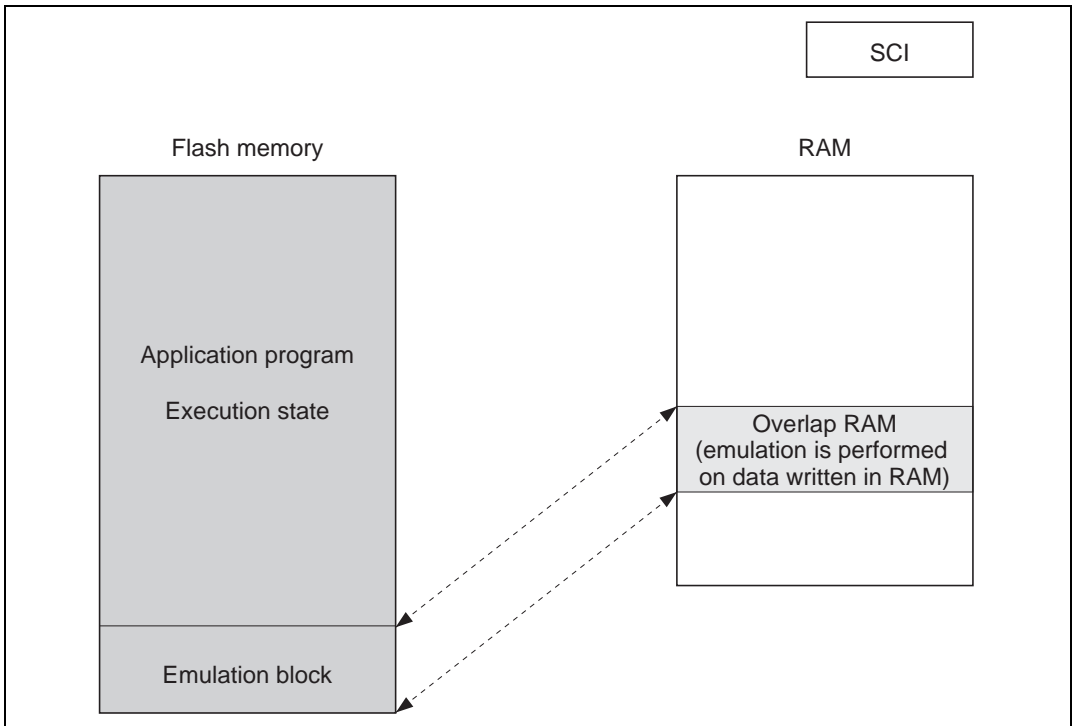 SCI
Flash memory
RAM
Application program
Execution state
Overlap RAM
(emulation is performed
on data written in RAM)
Emulation block